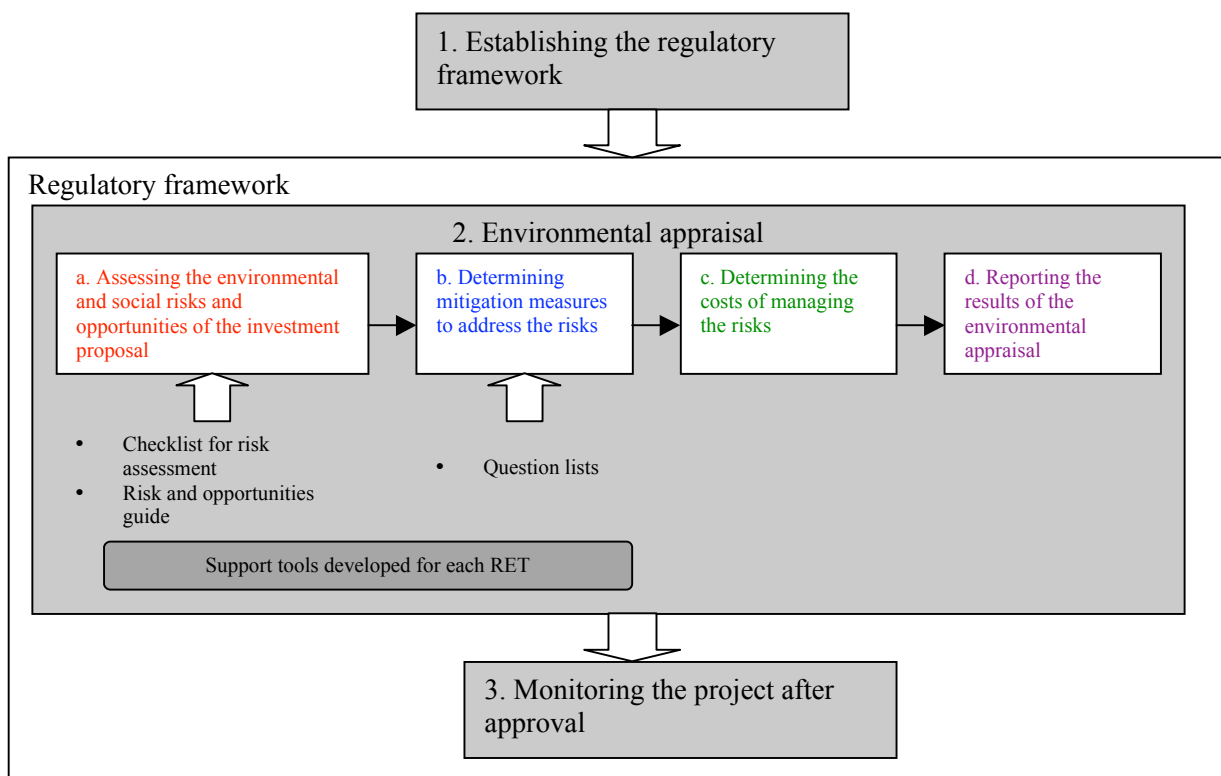 1. Establishing the regulatory
framework
Regulatory framework
2. Environmental appraisal
a. Assessing the environmental
and social risks and
opportunities of the investment
proposal
b. Determining
mitigation measures
to address the risks
c. Determining the
costs of managing
the risks
d. Reporting the
results of the
environmental
appraisal
• Checklist for risk
assessment
• Risk and opportunities
guide
• Question lists
Support tools developed for each RET
3. Monitoring the project after
approval